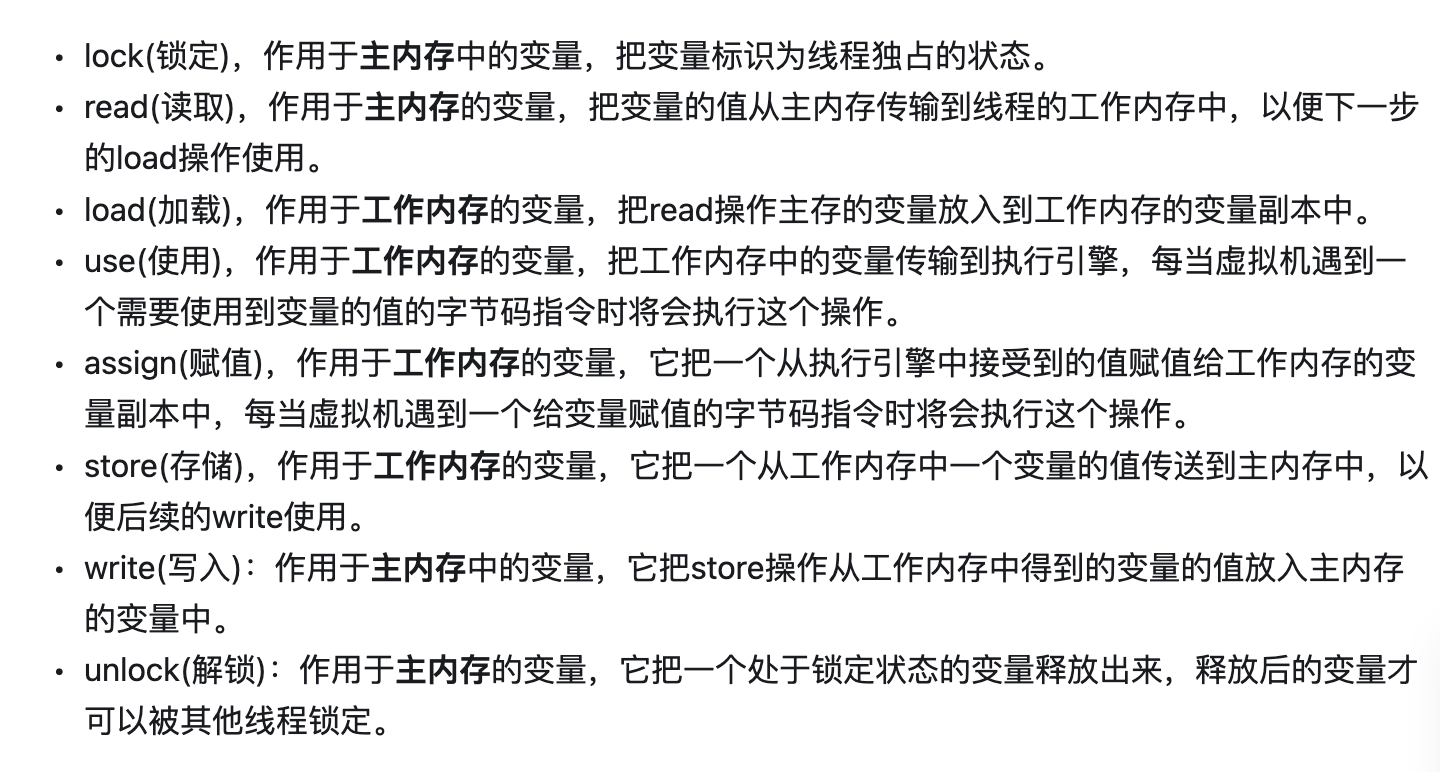 • lock(锁定)，作用于主内存中的变量，把变量标识为线程独占的状态。
• read(读取)，作用于主内存的变量，把变量的值从主内存传输到线程的工作内存中，以便下一步
的load操作使用。
• load(加载)，作用于工作内存的变量，把read操作主存的变量放入到工作内存的变量副本中。
• use(使用)，作用于工作内存的变量，把工作内存中的变量传输到执行引擎，每当虚拟机遇到一
个需要使用到变量的值的字节码指令时将会执行这个操作。
• assign(赋值)，作用于工作内存的变量，它把一个从执行引擎中接受到的值赋值给工作内存的变
量副本中，每当虚拟机遇到一个给变量赋值的字节码指令时将会执行这个操作。
• store(存储)，作用于工作内存的变量，它把一个从工作内存中一个变量的值传送到主内存中，以
便后续的write使用。
• write(写入)：作用于主内存中的变量，它把store操作从工作内存中得到的变量的值放入主内存
的变量中。
• unlock(解锁)：作用于主内存的变量，它把一个处于锁定状态的变量释放出来，释放后的变量才
可以被其他线程锁定。